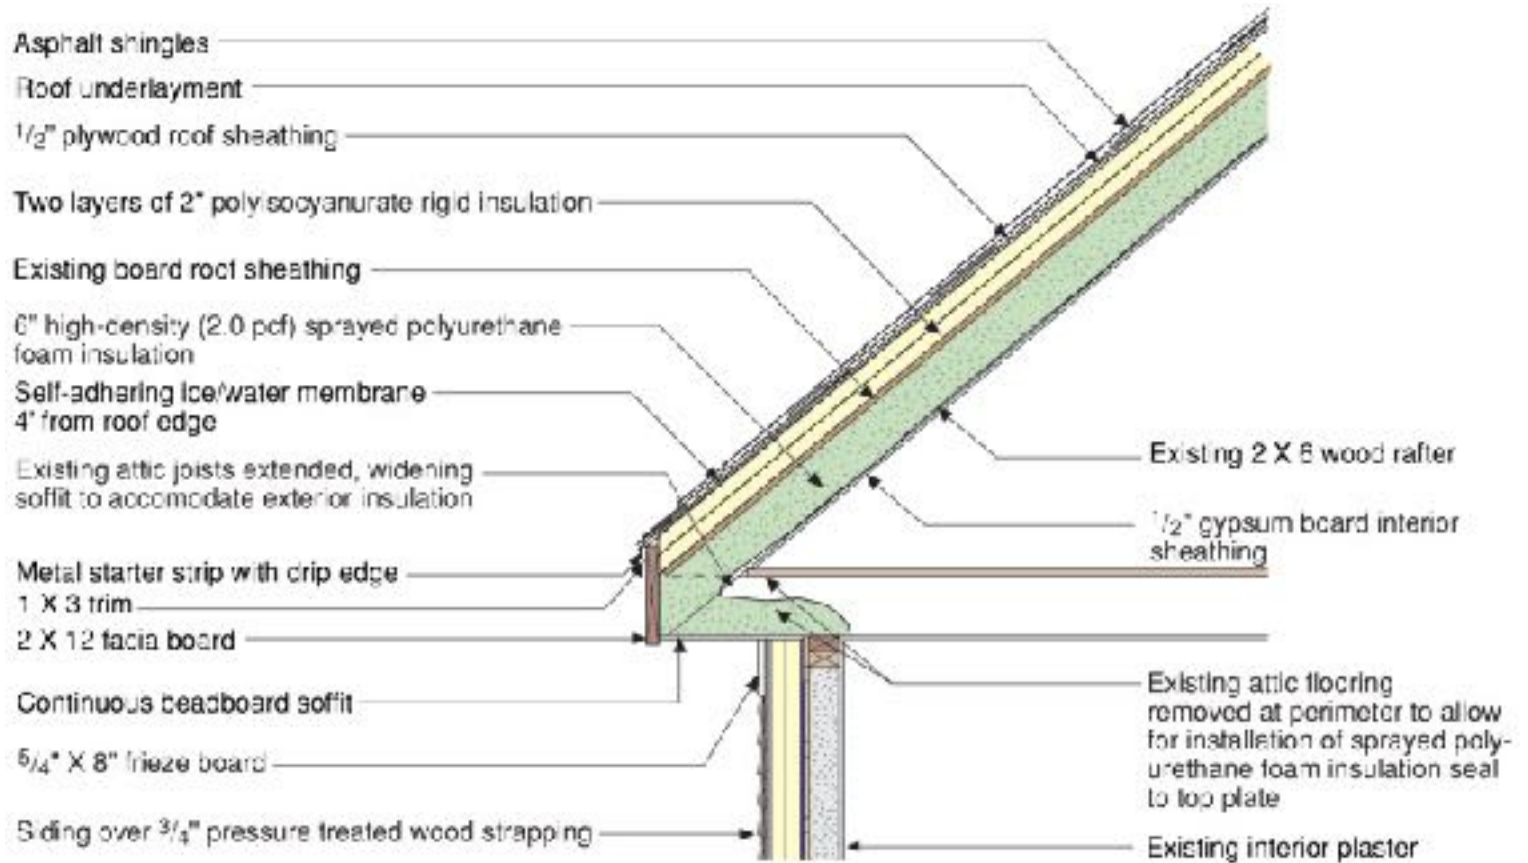 Asphalt shingles
Roof underlayment
1/2" plywood roof sheathing
Two layers of 2" polyisocyanurate rigid insulation
Existing board roof sheathing
6" high-density (2.0 pcf) sprayed polyurethane
foam insulation
Self-adhering ice/water membrane
4' from roof edge
Existing attic joists extended, widening
soffit to accomodate exterior insulation
Metal starter strip with drip edge
1 X 3 trim
2 X 12 facia board
Continuous beadboard soffit
5/4" X 8" frieze board
Siding over 3/4" pressure treated wood strapping
Existing 2 X 6 wood rafter
1/2" gypsum board interior
sheathing
Existing attic flooring
removed at perimeter to allow
for installation of sprayed poly-
urethane foam insulation seal
to top plate
Existing interior plaster